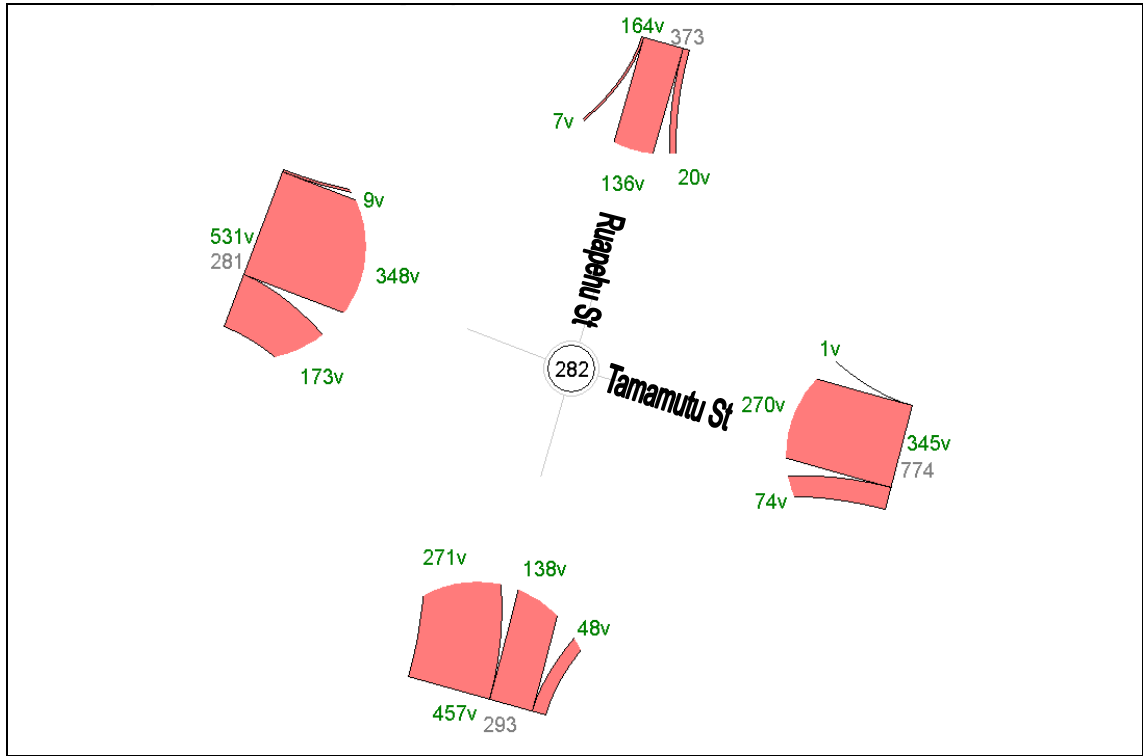 164v
373
7v
136v
20v
9v
531v
281
348v
173v
Ruapehu St
282
Tamamutu St
1v
270v
345v
774
74v
271v
138v
48v
457v
293